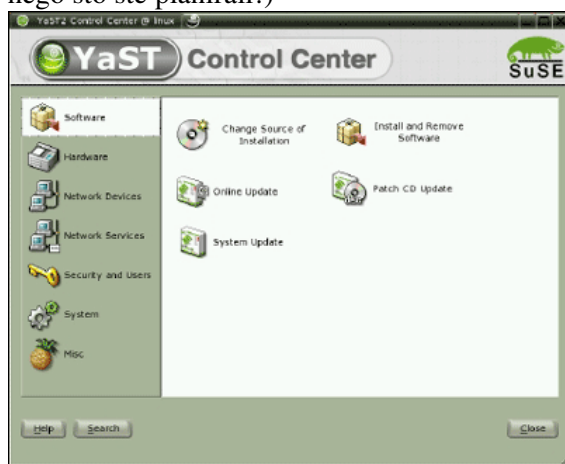 nego što ste planirali!)
YaST2 Control Center @ linux
YaST Control Center
SuSE
Software
Hardware
Network Devices
Network Services
Security and Users
System
Misc
Change Source of
Installation
Install and Remove
Software
Online Update
Patch CD Update
System Update
Help
Search
Close